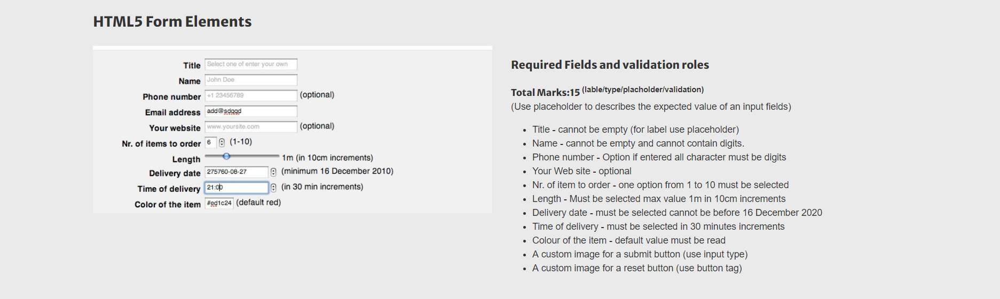 HTML5 Form Elements
Title Select one of enter your own
Name John Doe
Phone number +1 23456789 (optional)
Email address add@sdqqd
Your website www.yoursite.com (optional)
Nr. of items to order 6 (1-10)
Length 1m (in 10cm increments)
Delivery date 275760-08-27 (minimum 16 December 2010)
Time of delivery 21:00 (in 30 min increments)
Color of the item #ed1c24 (default red)
Required Fields and validation roles
Total Marks:15 (lable/type/placholder/validation)
(Use placeholder to describes the expected value of an input fields)
• Title - cannot be empty (for label use placeholder)
• Name - cannot be empty and cannot contain digits.
• Phone number - Option if entered all character must be digits
• Your Web site - optional
• Nr. of item to order - one option from 1 to 10 must be selected
• Length - Must be selected max value 1m in 10cm increments
• Delivery date - must be selected cannot be before 16 December 2020
• Time of delivery - must be selected in 30 minutes increments
• Colour of the item - default value must be read
• A custom image for a submit button (use input type)
• A custom image for a reset button (use button tag)